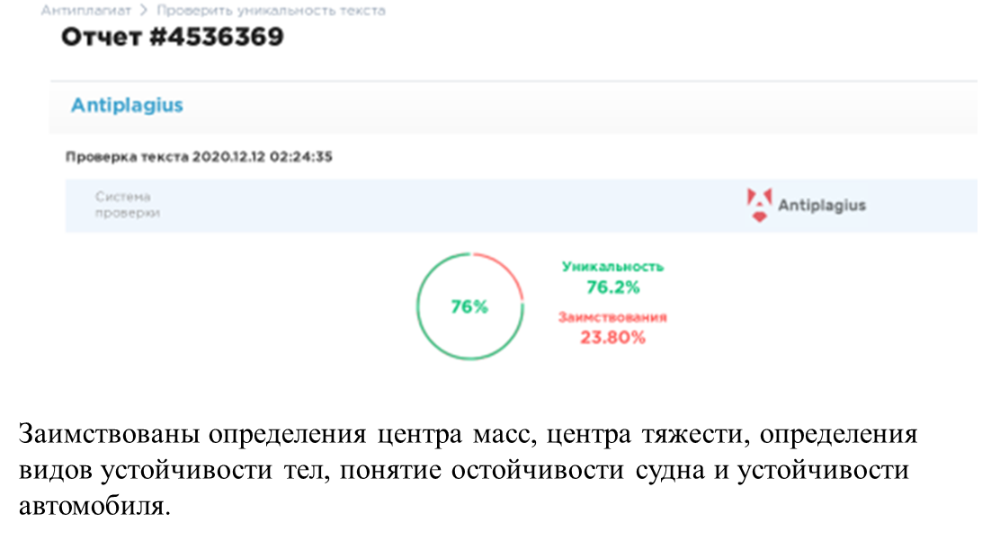 Антиплагиат > Проверить уникальность текста
Отчет #4536369
Antiplagius
Проверка текста 2020.12.12 02:24:35
Система
проверки
Antiplagius
76%
Уникальность
76.2%
Заимствования
23.80%
Заимствованы определения центра масс, центра тяжести, определения
видов устойчивости тел, понятие остойчивости судна и устойчивости
автомобиля.